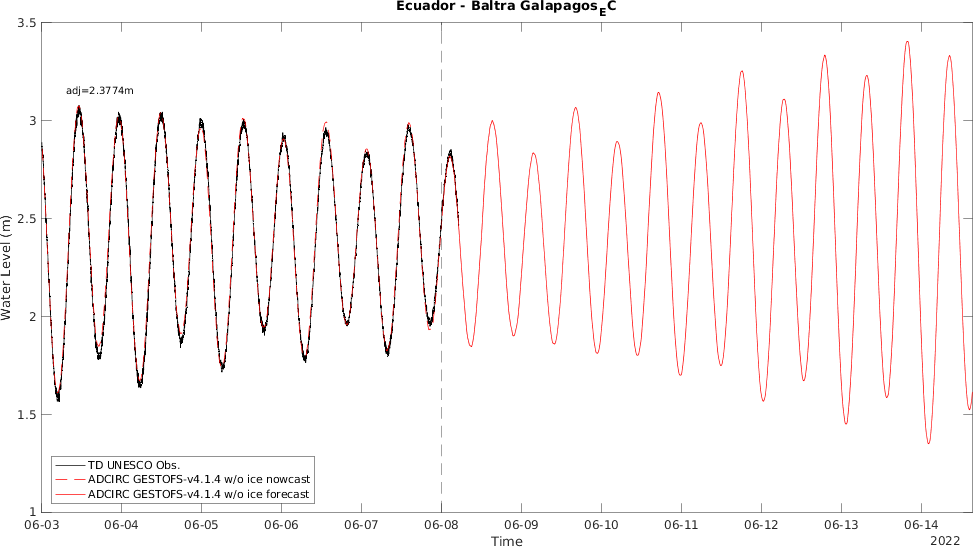 Ecuador - Baltra Galapagos_EC
3.5
adj=2.3774m
3
2.5
Water Level (m)
2
1.5
TD UNESCO Obs.
ADCIRC GESTOFS-v4.1.4 w/o ice nowcast
ADCIRC GESTOFS-v4.1.4 w/o ice forecast
1
06-03 06-04 06-05 06-06 06-07 06-08 06-09 06-10 06-11 06-12 06-13 06-14
Time
2022